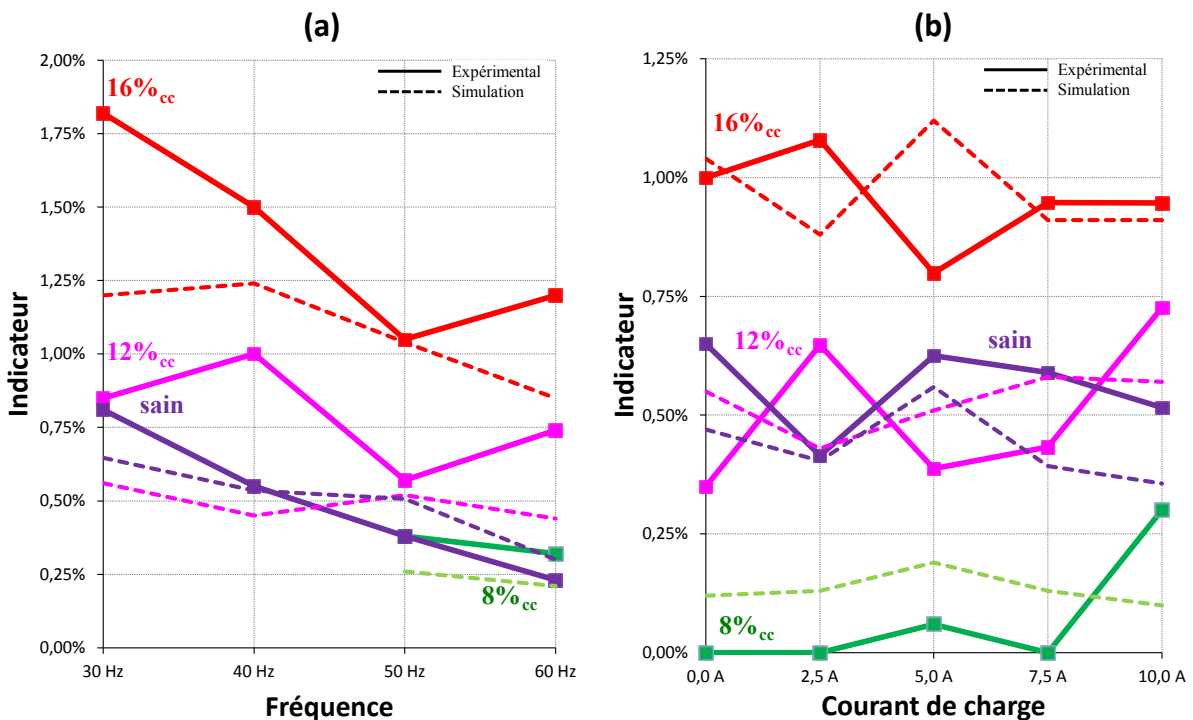 (a)
2,00%
1,75%
1,50%
1,25%
1,00%
0,75%
0,50%
0,25%
0,00%
Indicateur
Expérimental
Simulation
16%cc
12%cc
sain
8%cc
30 Hz 40 Hz 50 Hz 60 Hz
Fréquence
(b)
1,25%
1,00%
0,75%
0,50%
0,25%
0,00%
Indicateur
Expérimental
Simulation
16%cc
12%cc
sain
8%cc
0,0 A 2,5 A 5,0 A 7,5 A 10,0 A
Courant de charge